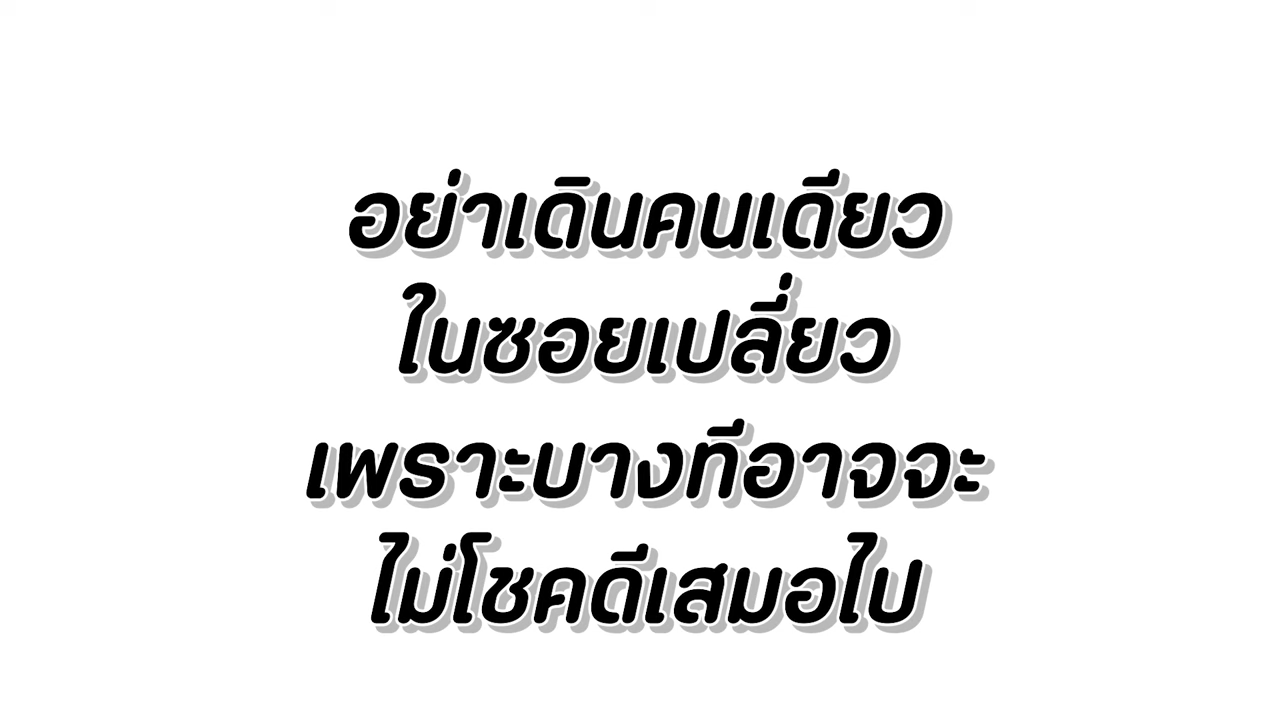 อย่าเดินคนเดียว
ในซอยเปลี่ยว
เพราะบางทีอาจจะ
ไม่โชคดีเสมอไป